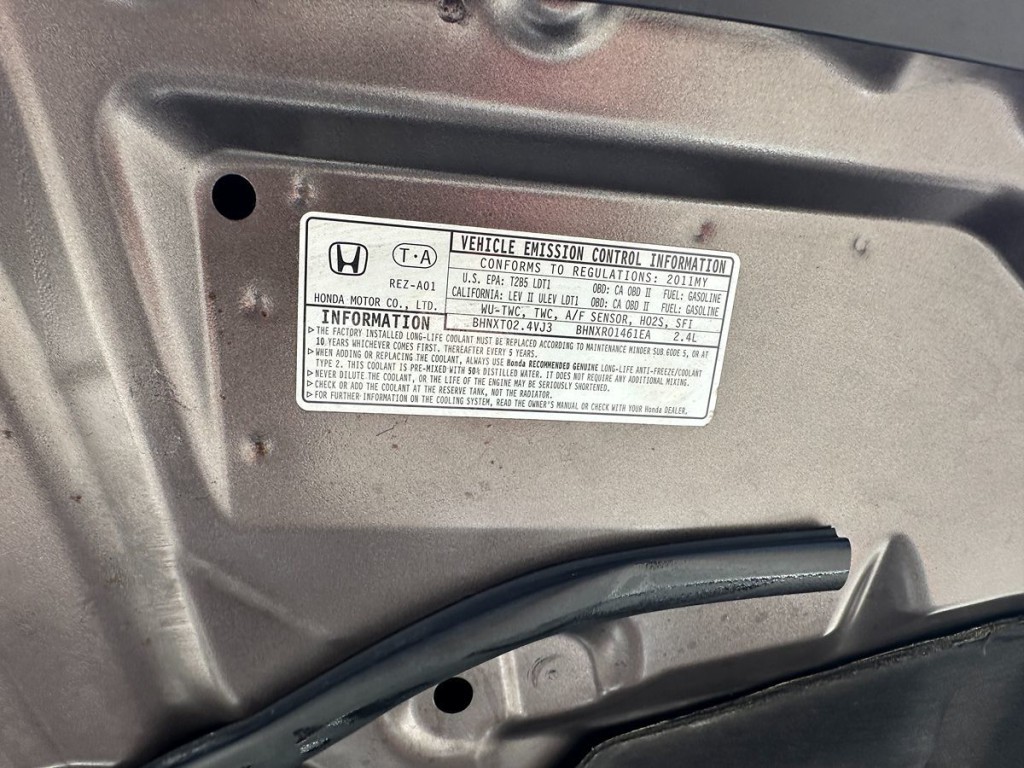 T·A
REZ-A01
HONDA MOTOR CO., LTD.
VEHICLE EMISSION CONTROL INFORMATION
CONFORMS TO REGULATIONS: 2011MY
U.S. EPA: T2B5 LDT1 OBD: CA OBD II FUEL: GASOLINE
CALIFORNIA: LEV II ULEV LDT1 OBD: CA OBD II FUEL: GASOLINE
WU-TWC, TWC, A/F SENSOR, HO2S, SFI
BHNXT02.4VJ3 BHNXR01461EA 2.4L
INFORMATION
▷THE FACTORY INSTALLED LONG-LIFE COOLANT MUST BE REPLACED ACCORDING TO MAINTENANCE MINDER SUB CODE 5, OR AT
10 YEARS WHICHEVER COMES FIRST. THEREAFTER EVERY 5 YEARS.
▷WHEN ADDING OR REPLACING THE COOLANT, ALWAYS USE Honda RECOMMENDED GENUINE LONG-LIFE ANTI-FREEZE/COOLANT
TYPE 2. THIS COOLANT IS PRE-MIXED WITH 50% DISTILLED WATER. IT DOES NOT REQUIRE ANY ADDITIONAL MIXING.
▷NEVER DILUTE THE COOLANT, OR THE LIFE OF THE ENGINE MAY BE SERIOUSLY SHORTENED.
▷CHECK OR ADD THE COOLANT AT THE RESERVE TANK, NOT THE RADIATOR.
▷FOR FURTHER INFORMATION ON THE COOLING SYSTEM, READ THE OWNER'S MANUAL OR CHECK WITH YOUR Honda DEALER.